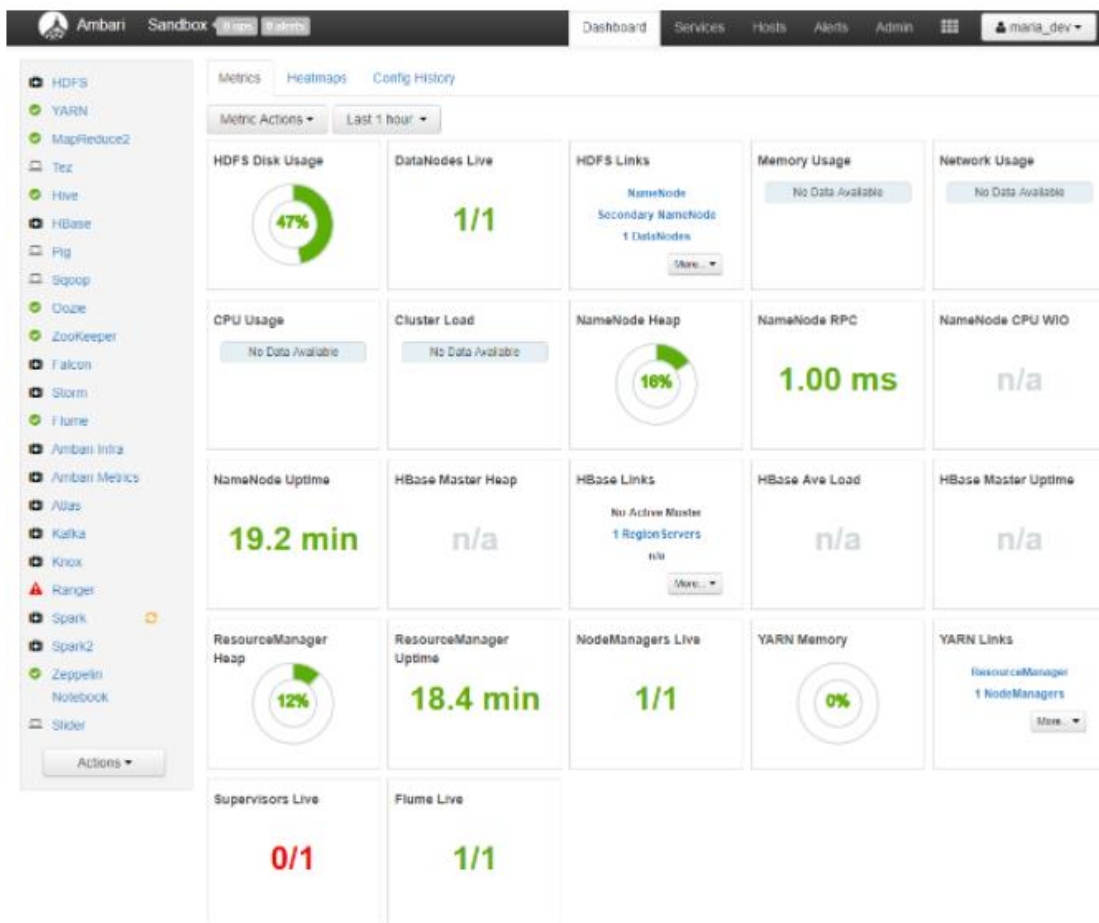 Ambari Sandbox 0 ops 0 alerts Dashboard Services Hosts Alerts Admin maria_dev
HDFS
YARN
MapReduce2
Tez
Hive
HBase
Pig
Sqoop
Oozie
ZooKeeper
Falcon
Storm
Flume
Ambari Infra
Ambari Metrics
Atlas
Kafka
Knox
Ranger
Spark
Spark2
Zeppelin
Notebook
Slider
Actions
Metrics Heatmaps Config History
Metric Actions Last 1 hour
HDFS Disk Usage
47%
DataNodes Live
1/1
HDFS Links
NameNode
Secondary NameNode
1 DataNodes
More...
Memory Usage
No Data Available
Network Usage
No Data Available
CPU Usage
No Data Available
Cluster Load
No Data Available
NameNode Heap
16%
NameNode RPC
1.00 ms
NameNode CPU WIO
n/a
NameNode Uptime
19.2 min
HBase Master Heap
n/a
HBase Links
No Active Master
1 RegionServers
n/a
More...
HBase Ave Load
n/a
HBase Master Uptime
n/a
ResourceManager
Heap
12%
ResourceManager
Uptime
18.4 min
NodeManagers Live
1/1
YARN Memory
0%
YARN Links
ResourceManager
1 NodeManagers
More...
Supervisors Live
0/1
Flume Live
1/1